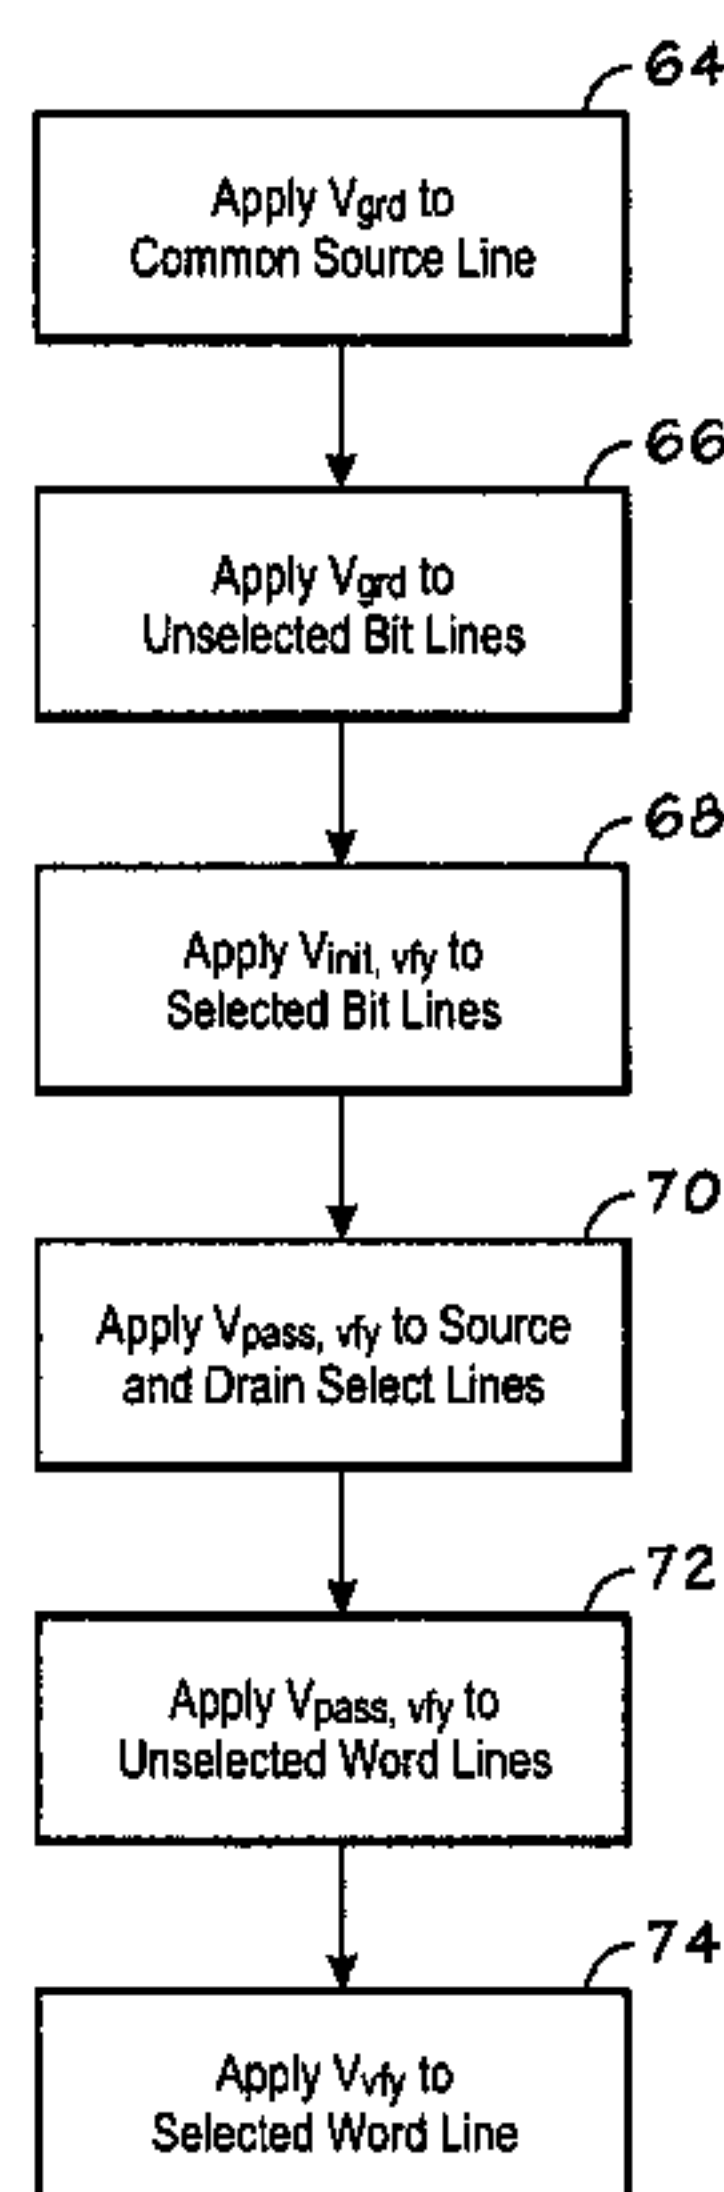 64
Apply Vgrd to
Common Source Line
66
Apply Vgrd to
Unselected Bit Lines
68
Apply Vinit, vfy to
Selected Bit Lines
70
Apply Vpass, vfy to Source
and Drain Select Lines
72
Apply Vpass, vfy to
Unselected Word Lines
74
Apply Vvfy to
Selected Word Line